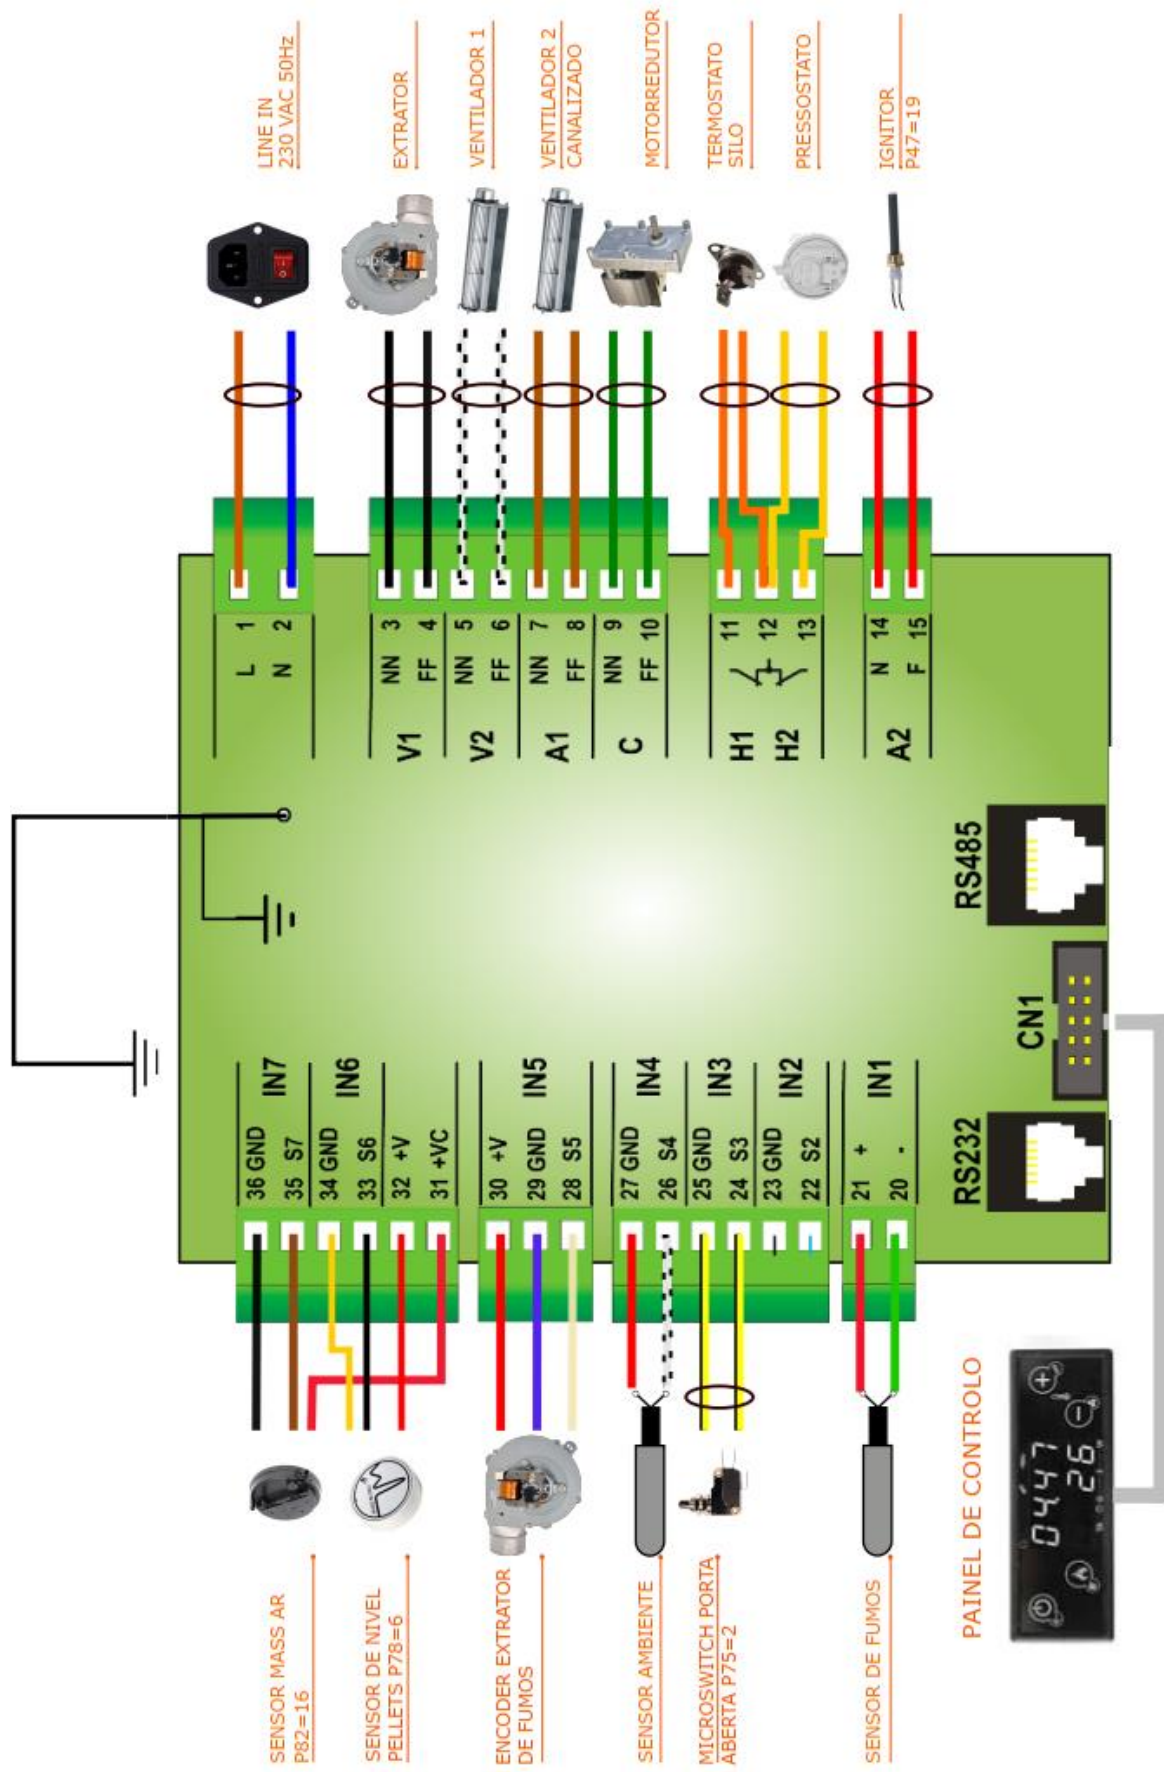 LINE IN
230 VAC 50Hz
EXTRATOR
VENTILADOR 1
VENTILADOR 2
CANALIZADO
MOTORREDUTOR
TERMOSTATO
SILO
PRESSOSTATO
IGNITOR
P47=19
L 1
N 2
V1
NN 3
FF 4
V2
NN 5
FF 6
A1
NN 7
FF 8
C
NN 9
FF 10
H1
H2
11
12
13
A2
N 14
F 15
RS485
CN1
RS232
IN7
36 GND
35 S7
IN6
34 GND
33 S6
32 +V
31 +VC
IN5
30 +V
29 GND
28 S5
IN4
27 GND
26 S4
IN3
25 GND
24 S3
IN2
23 GND
22 S2
IN1
21 +
20 -
SENSOR MASS AR
P82=16
SENSOR DE NIVEL
PELLETS P78=6
ENCODER EXTRATOR
DE FUMOS
SENSOR AMBIENTE
MICROSWITCH PORTA
ABERTA P75=2
SENSOR DE FUMOS
PAINEL DE CONTROLO
0447
26